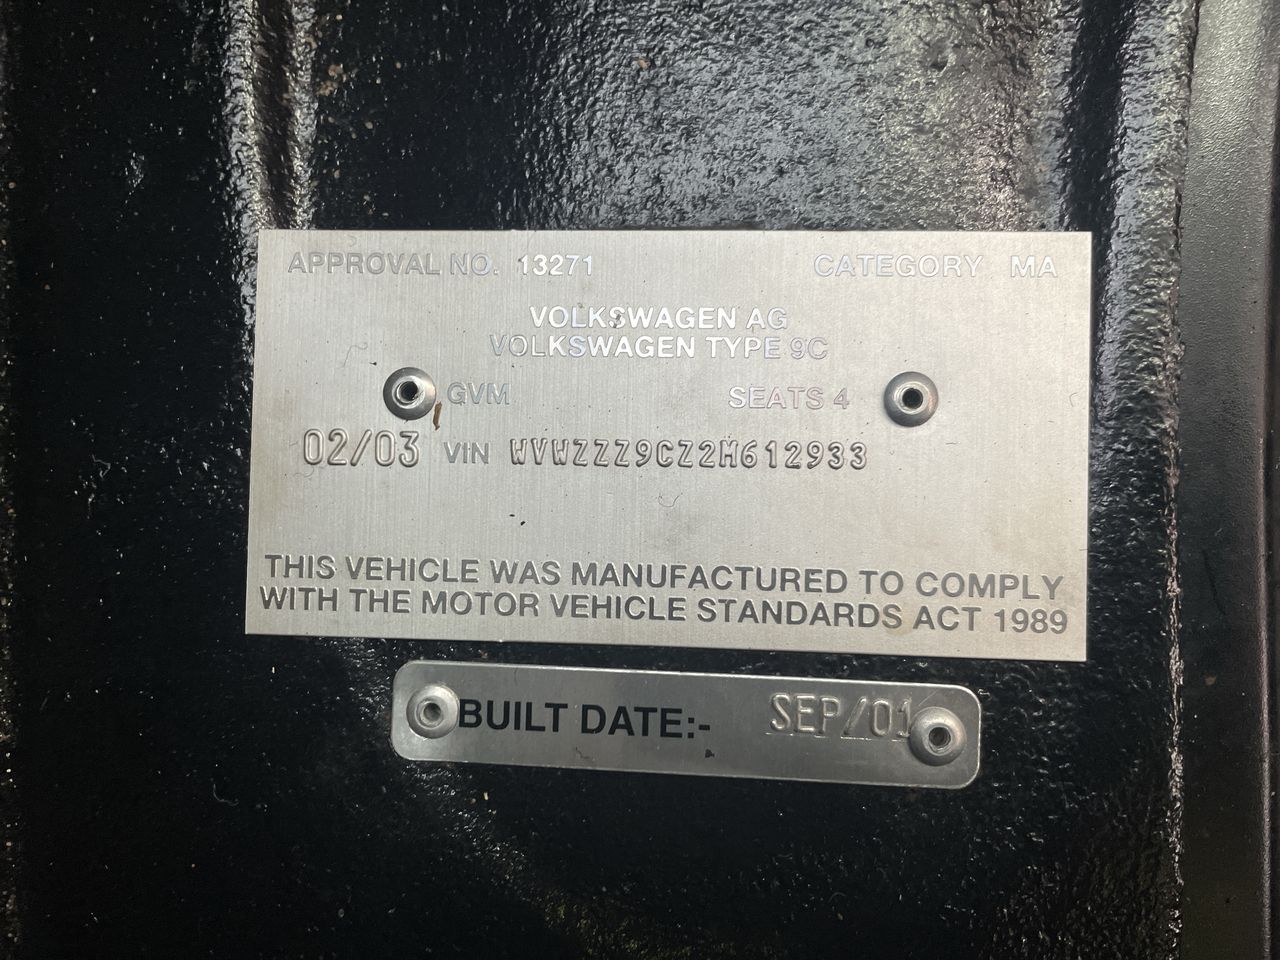 APPROVAL NO. 13271 CATEGORY MA
VOLKSWAGEN AG
VOLKSWAGEN TYPE 9C
GVM SEATS 4
02/03 VIN WVWZZZ9CZ2M612933
THIS VEHICLE WAS MANUFACTURED TO COMPLY
WITH THE MOTOR VEHICLE STANDARDS ACT 1989
BUILT DATE:- SEP/01